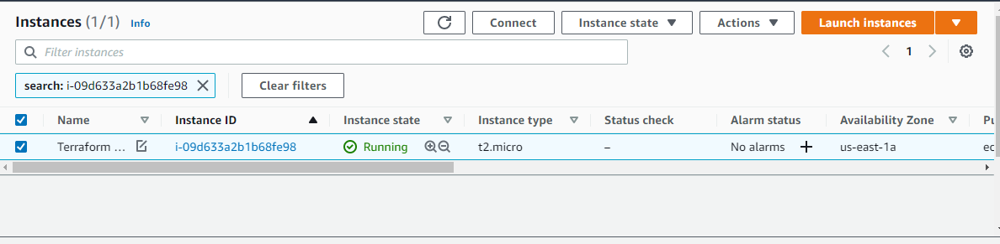 Instances (1/1) Info Connect Instance state Actions Launch instances
Filter instances 1
search: i-09d633a2b1b68fe98 Clear filters
Name Instance ID Instance state Instance type Status check Alarm status Availability Zone Pu
Terraform ... i-09d633a2b1b68fe98 Running t2.micro – No alarms us-east-1a ec